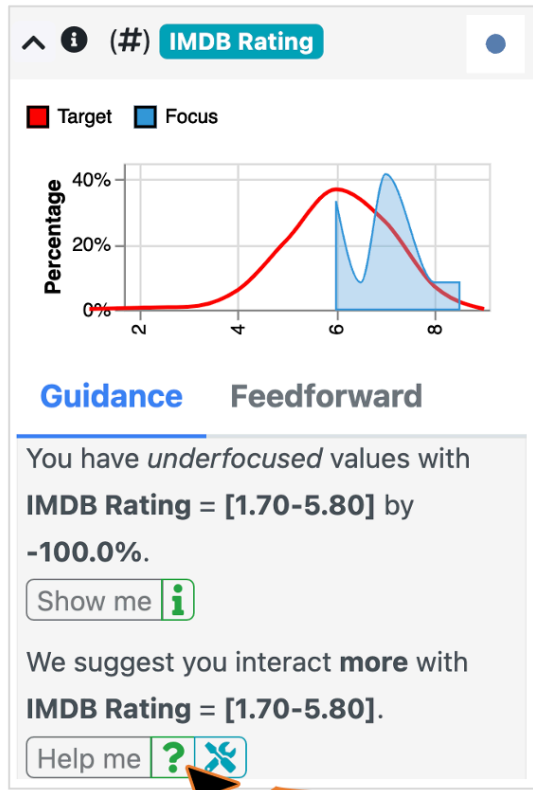 (#) IMDB Rating
Target Focus
Percentage
40%
20%
0%
2 4 6 8
Guidance Feedforward
You have underfocused values with
IMDB Rating = [1.70-5.80] by
-100.0%.
Show me i
We suggest you interact more with
IMDB Rating = [1.70-5.80].
Help me ?